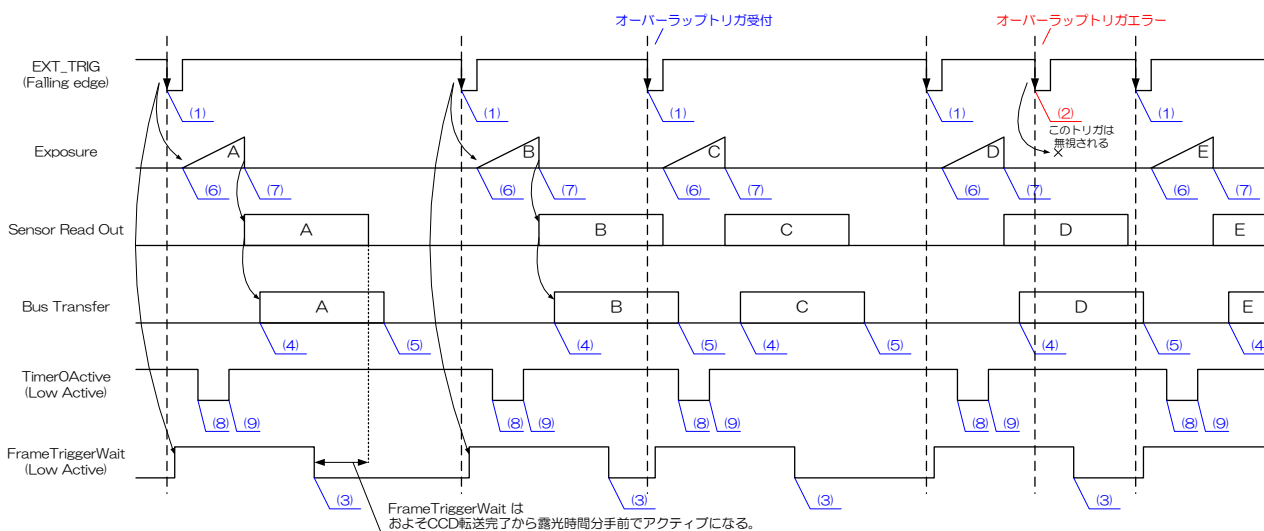 オーバーラップトリガ受付
オーバーラップトリガエラー
EXT_TRIG
(Falling edge)
(1)
(1)
(1)
(1)
(2)
(1)
このトリガは
無視される
Exposure
A
B
C
D
E
(6)
(7)
(6)
(7)
(6)
(7)
(6)
(7)
(6)
(7)
Sensor Read Out
A
B
C
D
E
Bus Transfer
A
B
C
D
E
(4)
(5)
(4)
(5)
(4)
(5)
(4)
(5)
(4
Timer0Active
(Low Active)
(8)
(9)
(8)
(9)
(8)
(9)
(8)
(9)
(8)
(9)
FrameTriggerWait
(Low Active)
(3)
(3)
(3)
(3)
FrameTriggerWait は
およそCCD転送完了から露光時間分手前でアクティブになる。